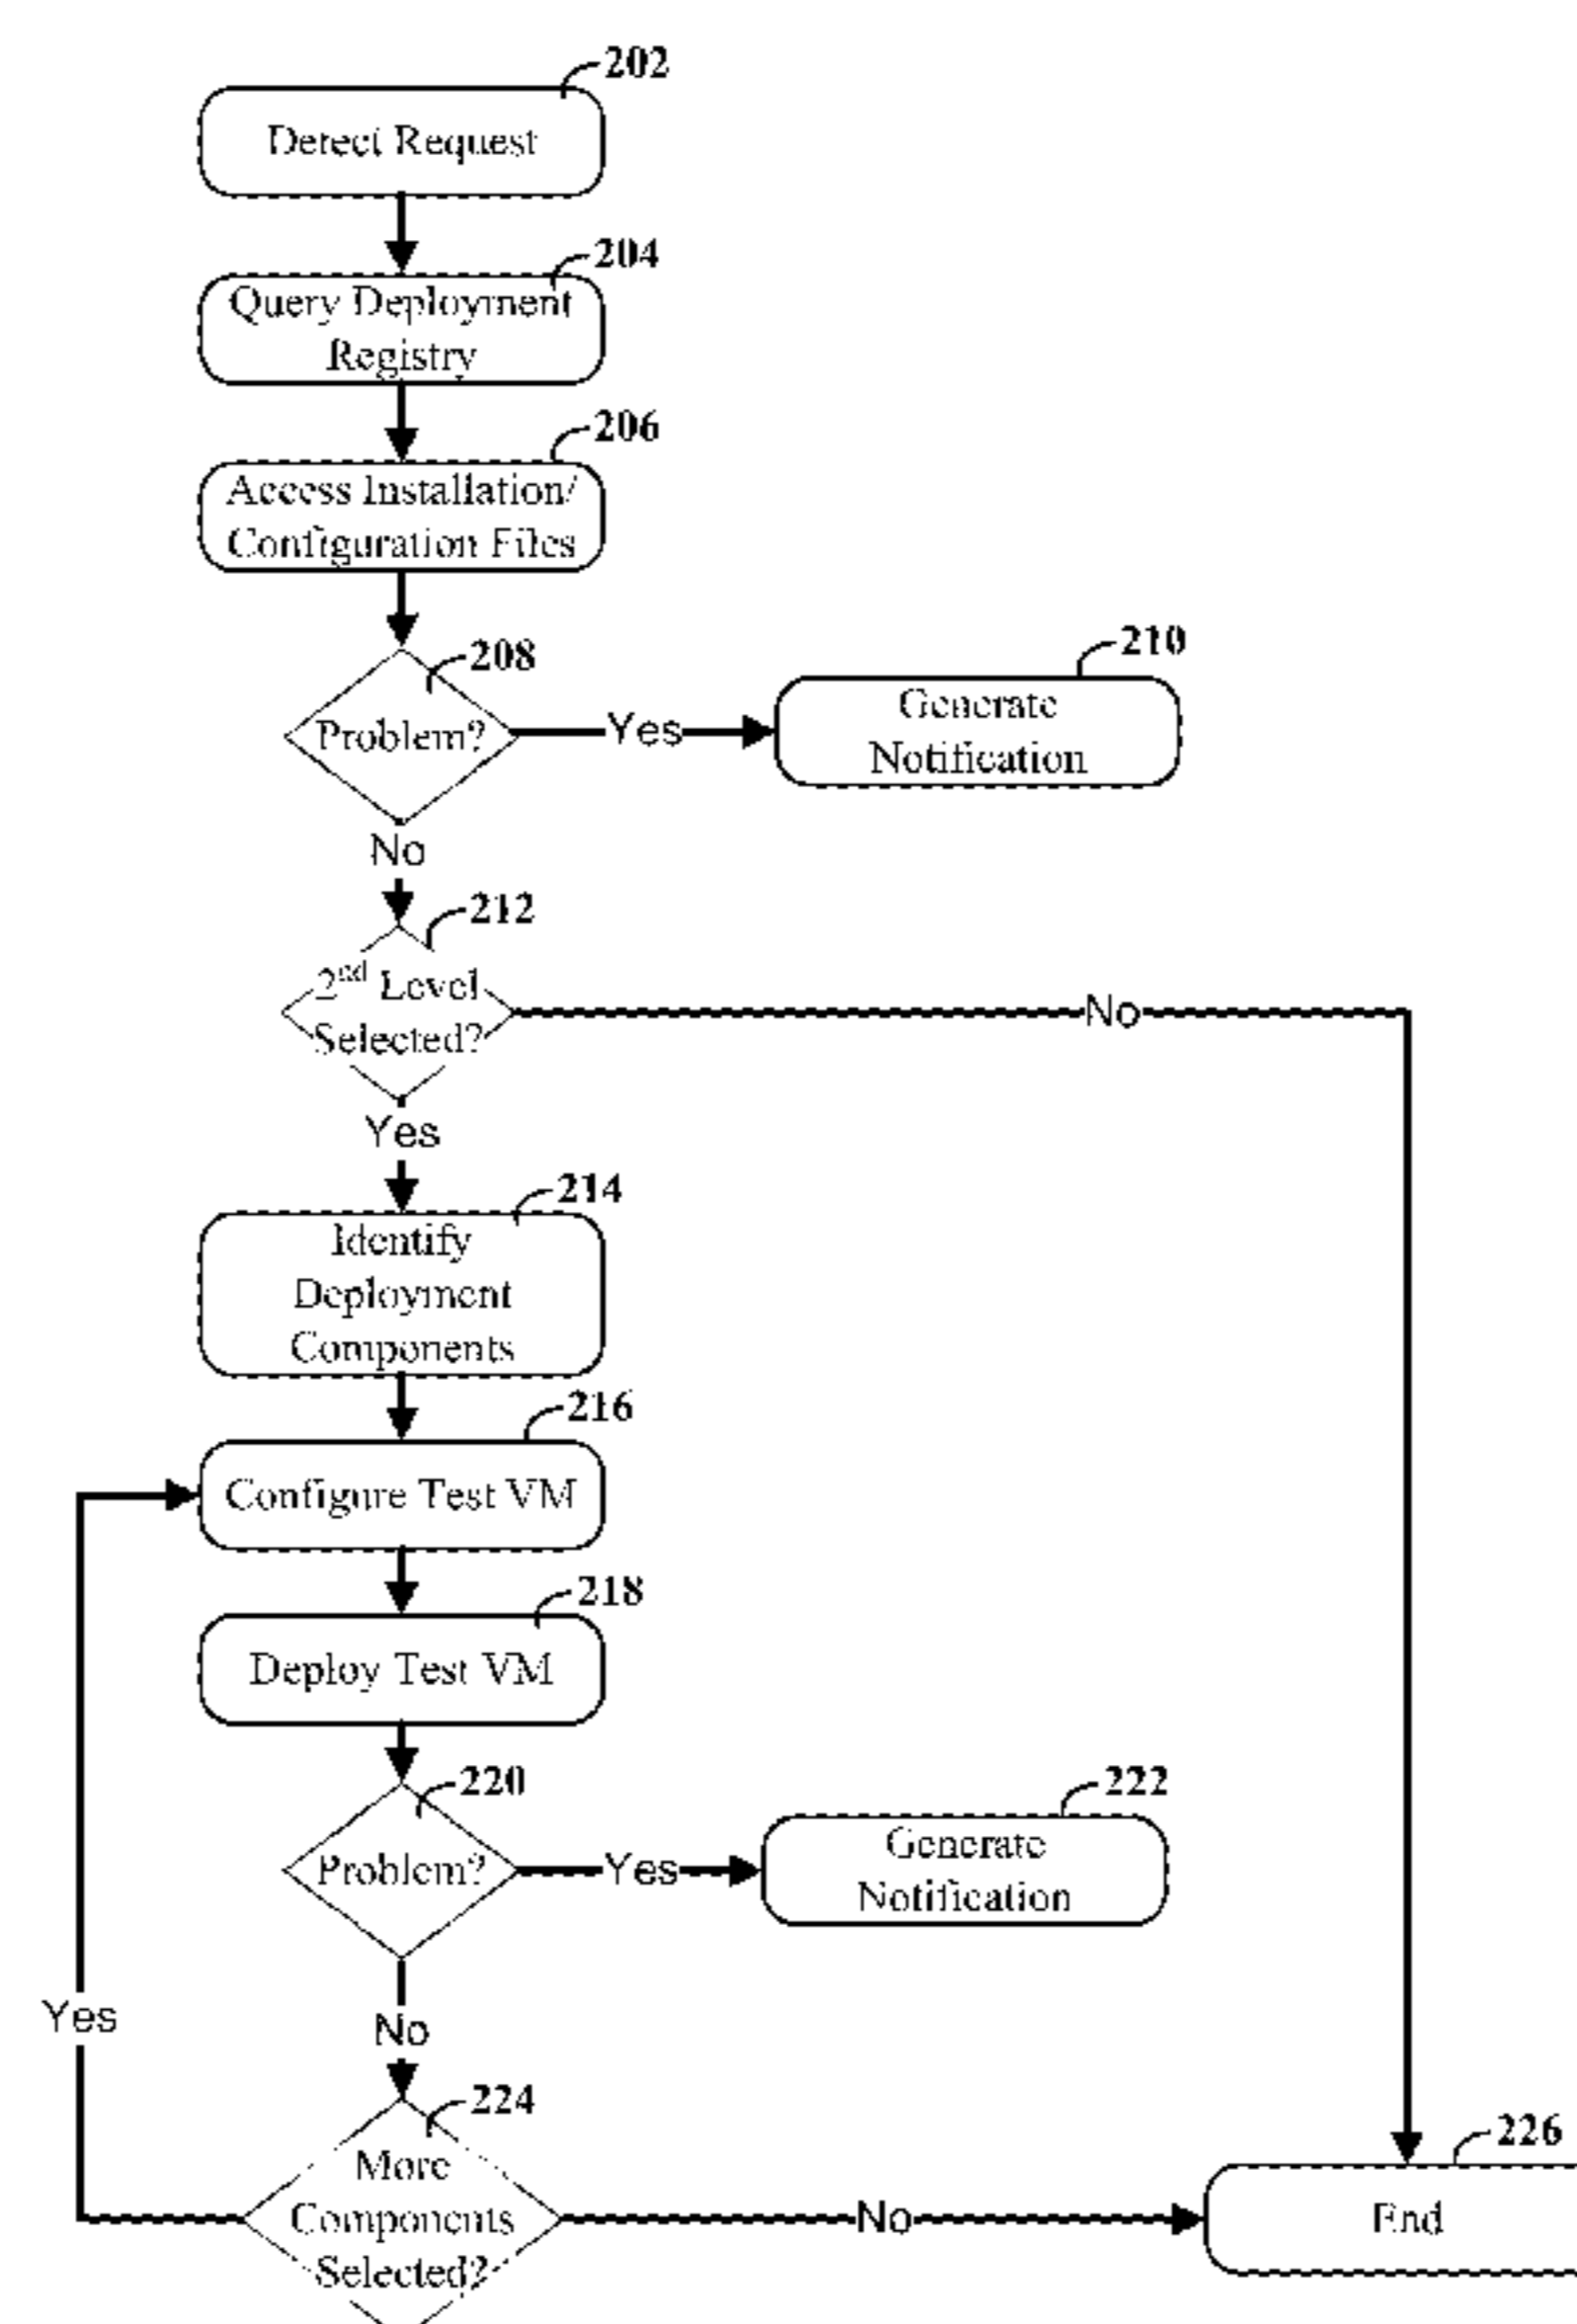 202
Detect Request
204
Query Deployment
Registry
206
Access Installation/
Configuration Files
208
Problem?
Yes
210
Generate
Notification
No
212
2nd Level
Selected?
No
Yes
214
Identify
Deployment
Components
216
Configure Test VM
218
Deploy Test VM
220
Problem?
Yes
222
Generate
Notification
Yes
No
224
More
Components
Selected?
No
226
End